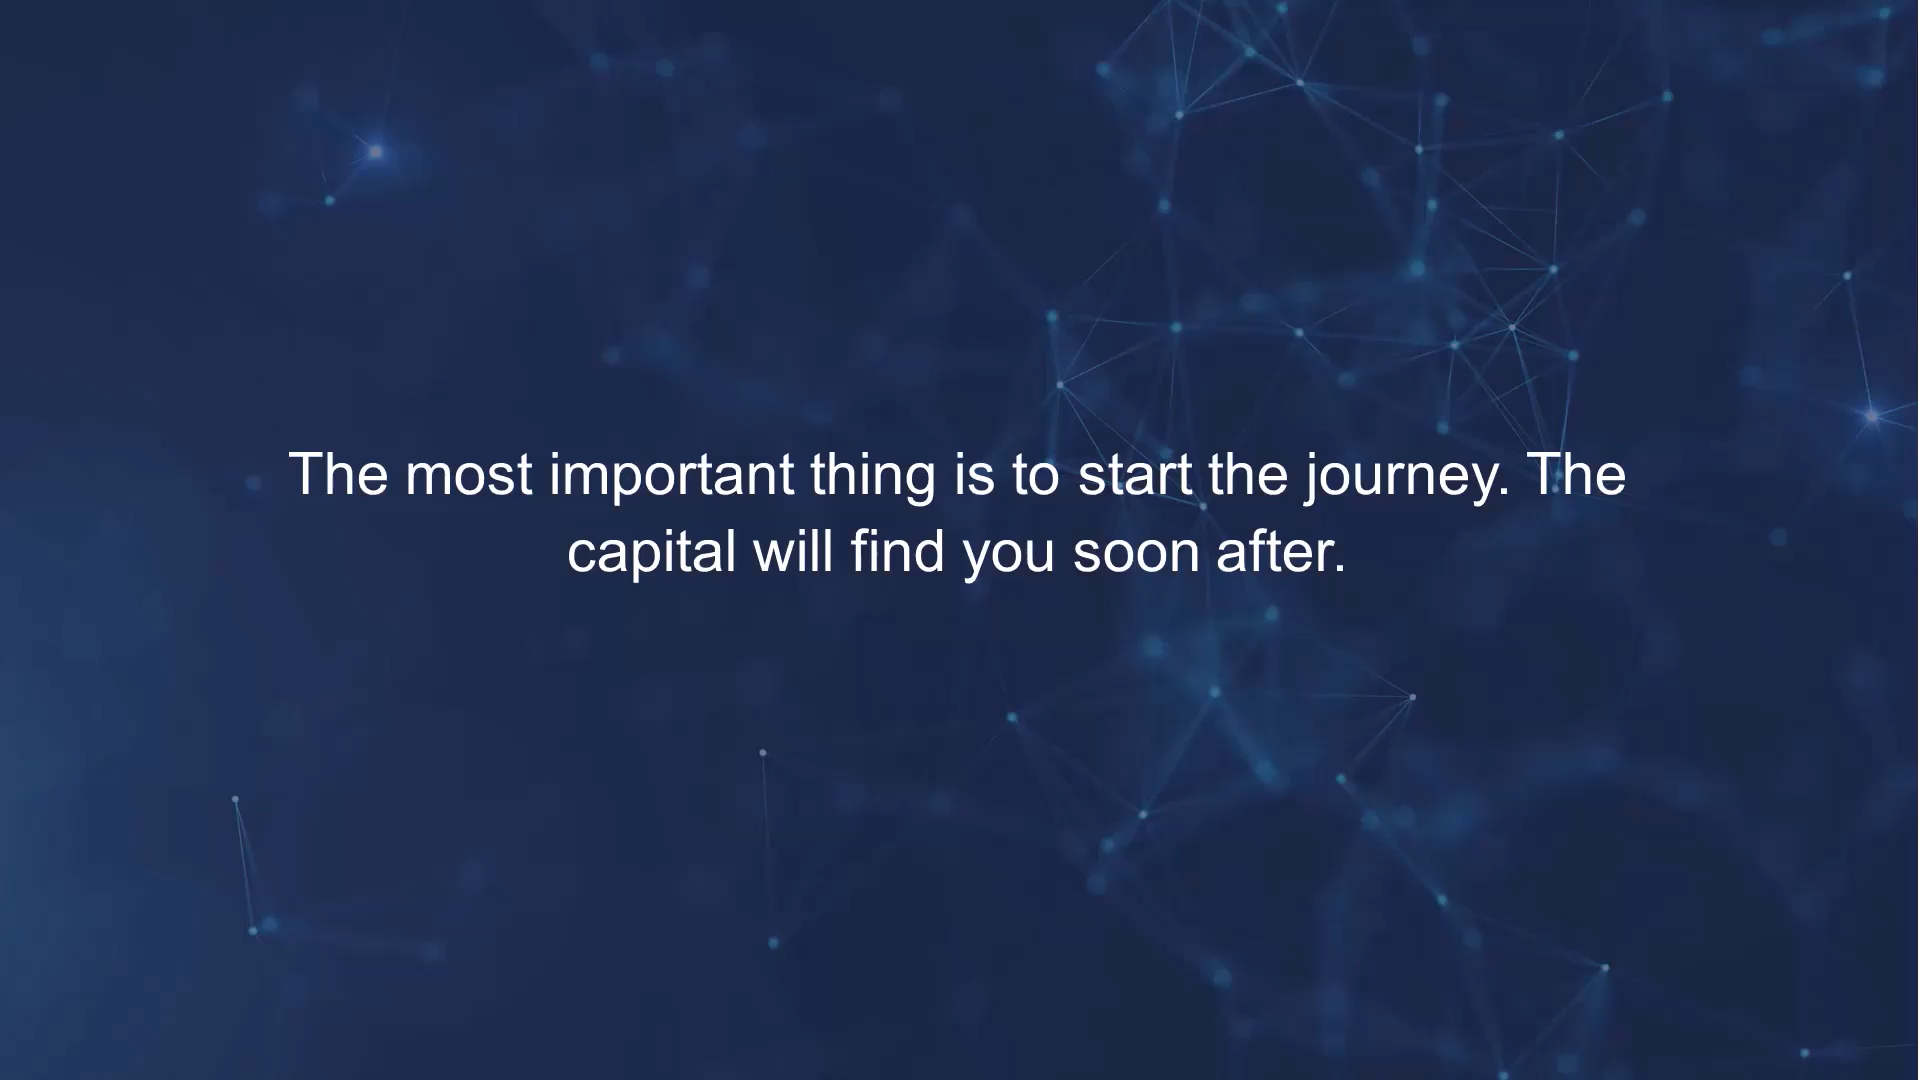 The most important thing is to start the journey. The
capital will find you soon after.